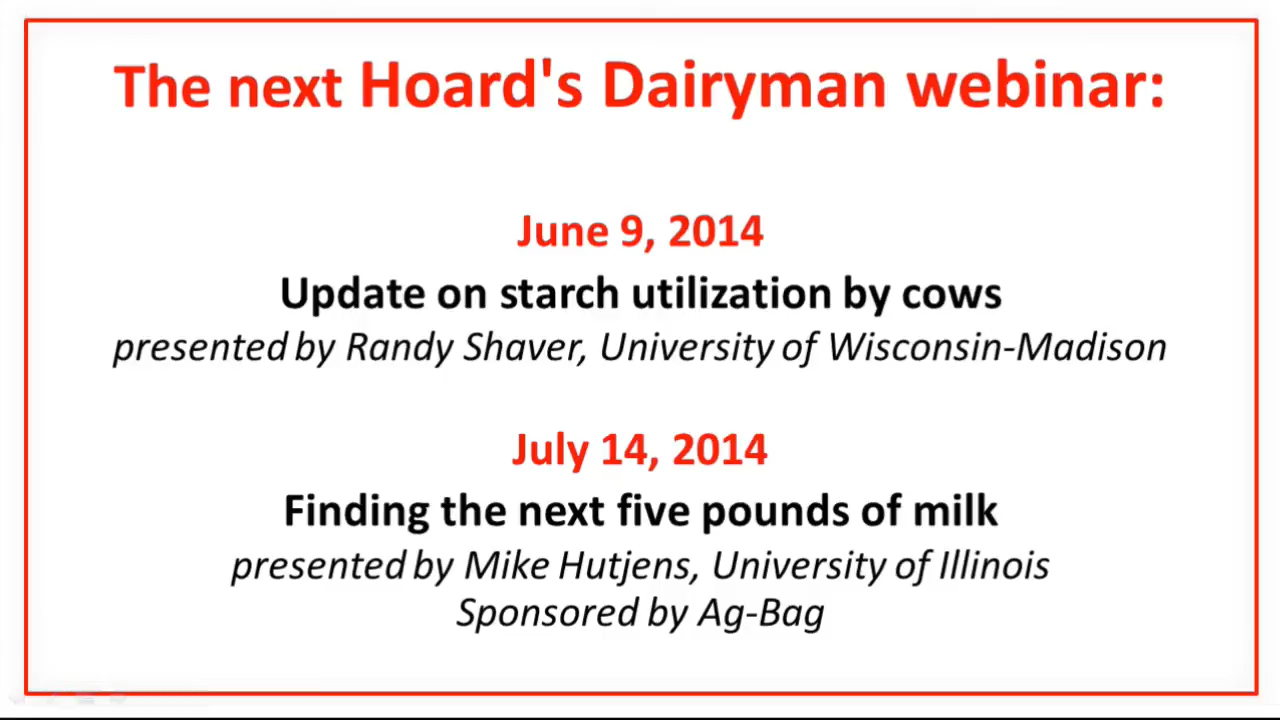 The next Hoard's Dairyman webinar:
June 9, 2014
Update on starch utilization by cows
presented by Randy Shaver, University of Wisconsin-Madison
July 14, 2014
Finding the next five pounds of milk
presented by Mike Hutjens, University of Illinois
Sponsored by Ag-Bag